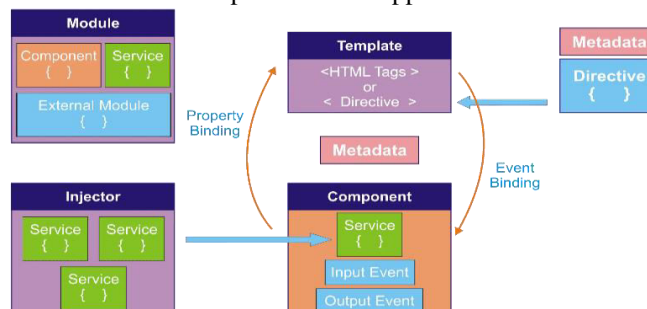 Module
Component
{ }
Service
{ }
External Module
{ }
Property
Binding
Template
<HTML Tags >
or
< Directive >
Metadata
Metadata
Directive
{ }
Event
Binding
Injector
Service
{ }
Service
{ }
Service
{ }
Component
Service
{ }
Input Event
Output Event